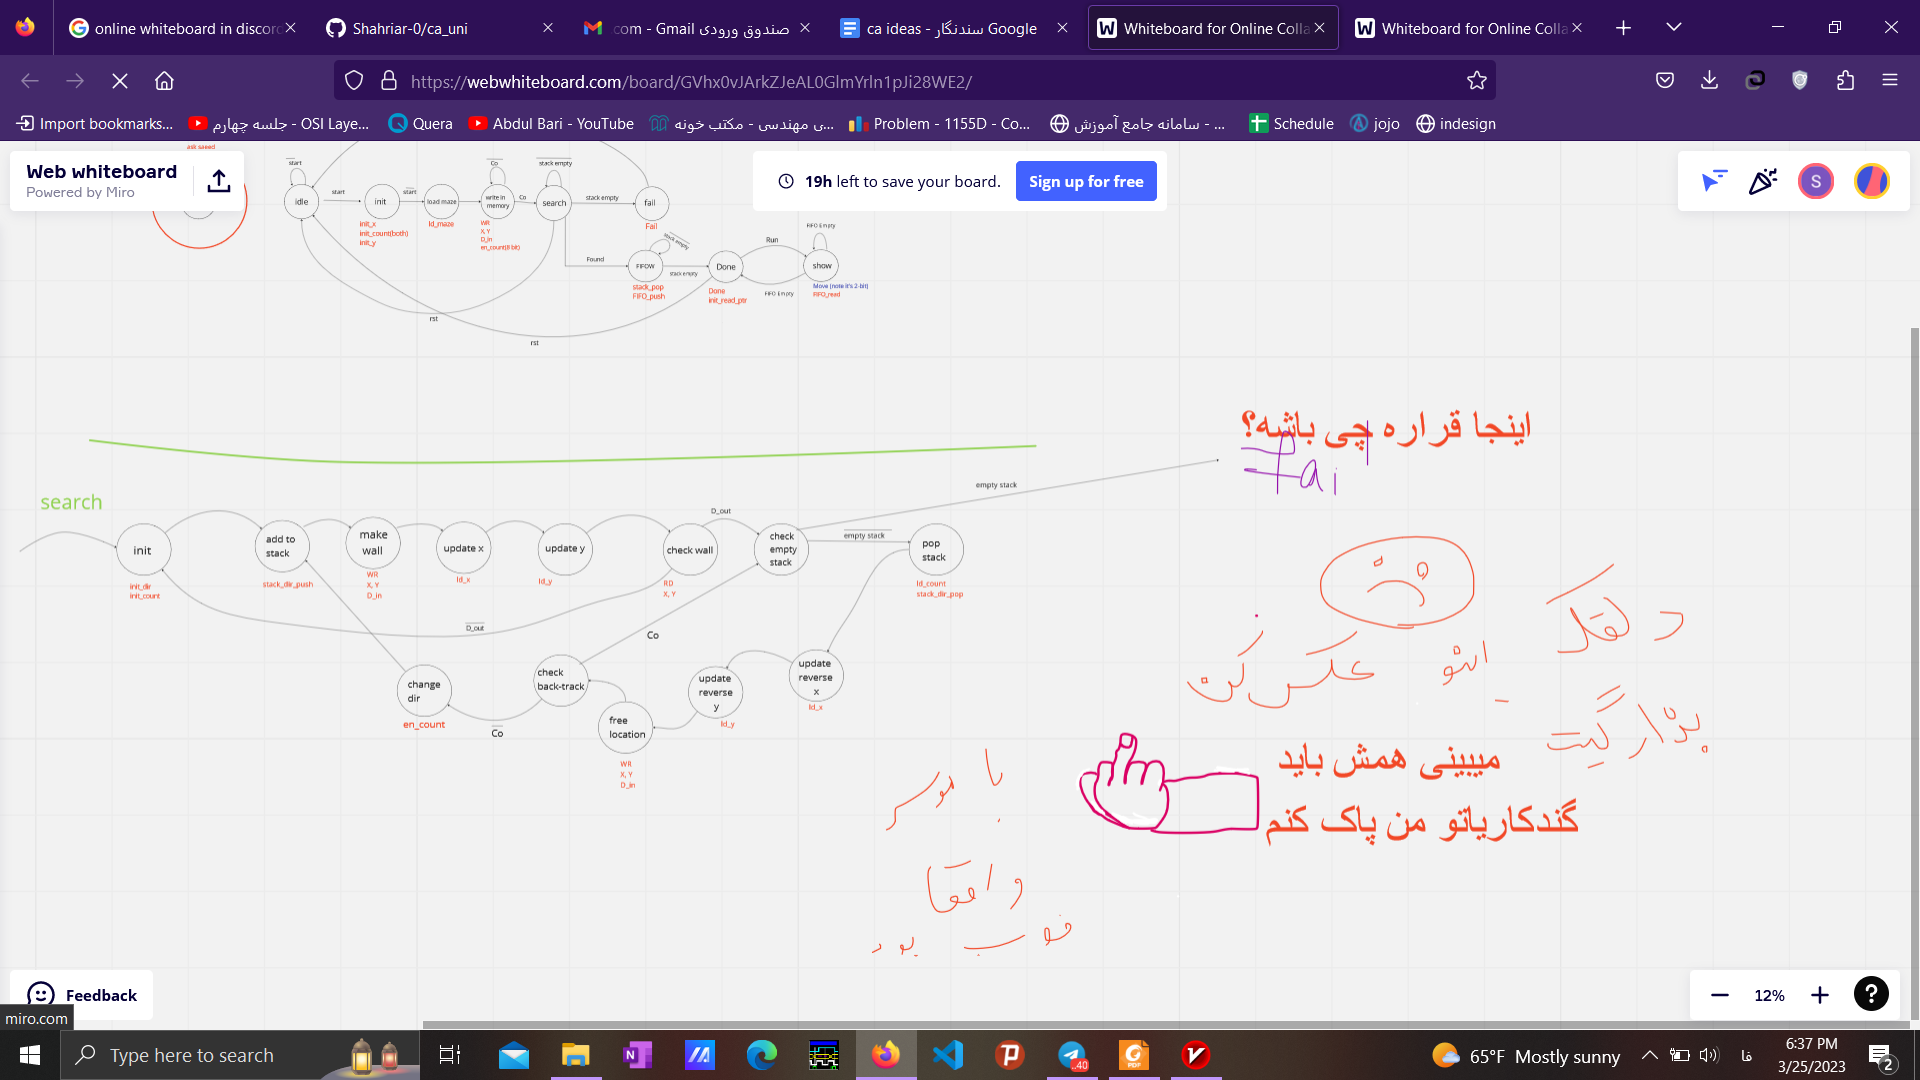 online whiteboard in discord
Shahriar-0/ca_uni
صندوق ورودی com - Gmail
ca ideas - سندنگار Google
Whiteboard for Online Colla
Whiteboard for Online Colla
https://webwhiteboard.com/board/GVhx0vJArkZJeAL0GlmYrln1pJi28WE2/
Import bookmarks...
جلسه چهارم - OSI Laye...
Quera
Abdul Bari - YouTube
ی مهندسی - مکتب خونه...
Problem - 1155D - Co...
سامانه جامع آموزش - ...
Schedule
jojo
indesign
ask saeed
Web whiteboard
Powered by Miro
19h left to save your board.
Sign up for free
S
start
idle
start
init
init_x
init_count(both)
init_y
start
load maze
ld_maze
Co
write in
memory
WR
X, Y
D_in
en_count(8 bit)
Co
stack empty
search
stack empty
fail
Fail
Found
stack empty
FIFOW
stack_pop
FIFO_push
stack empty
Done
Done
init_read_ptr
Run
FIFO Empty
FIFO Empty
show
Move (note it's 2-bit)
FIFO_read
rst
rst
اینجا قراره چی باشه؟
fai
search
init
init_dir
init_count
add to
stack
stack_dir_push
make
wall
WR
X, Y
D_in
update x
ld_x
update y
ld_y
check wall
RD
X, Y
D_out
check
empty
stack
empty stack
empty stack
pop
stack
ld_count
stack_dir_pop
D_out
Co
update
reverse
x
ld_x
update
reverse
y
ld_y
free
location
WR
X, Y
D_in
check
back-track
Co
change
dir
en_count
عکس کن
بذار گیت
میبینی همش باید
گندکاریاتو من پاک کنم
با موس
واقعا
خوب بود
Feedback
miro.com
12%
Type here to search
.40
65°F Mostly sunny
فا
6:37 PM
3/25/2023
2